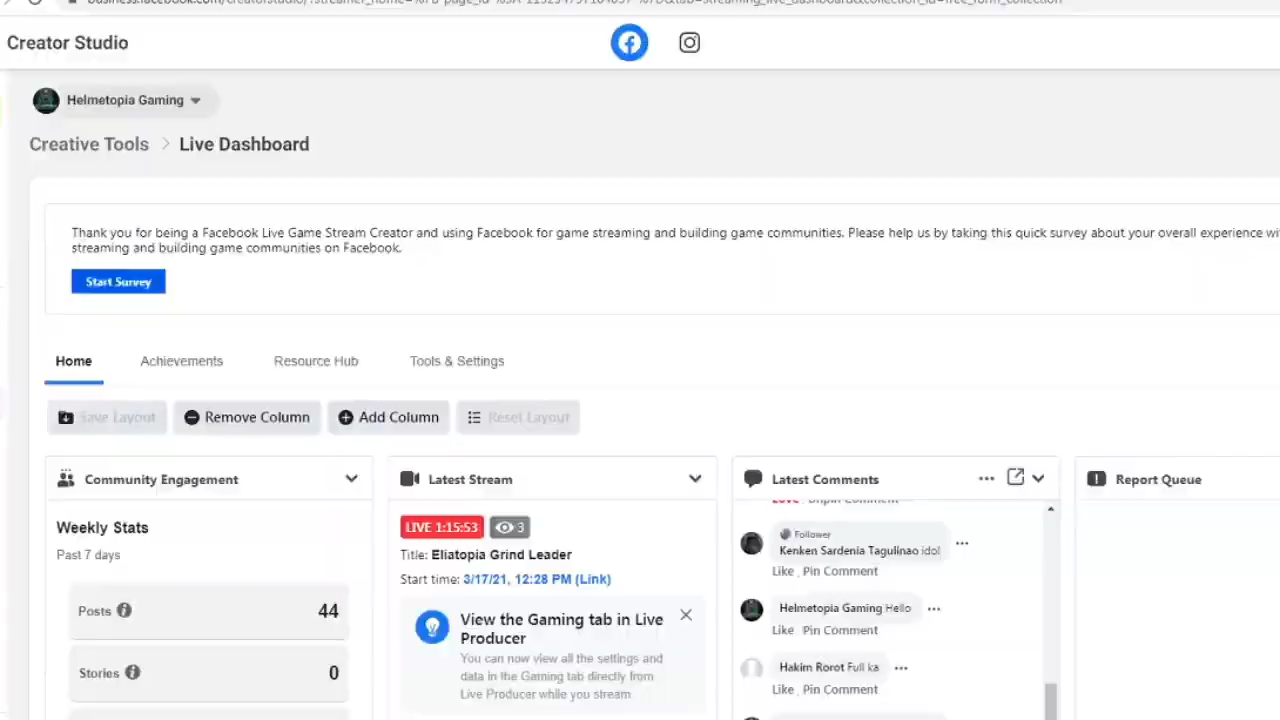 Creator Studio
Helmetopia Gaming
Creative Tools > Live Dashboard
Thank you for being a Facebook Live Game Stream Creator and using Facebook for game streaming and building game communities. Please help us by taking this quick survey about your overall experience wi
streaming and building game communities on Facebook.
Start Survey
Home Achievements Resource Hub Tools & Settings
Save Layout Remove Column Add Column Reset Layout
Community Engagement
Weekly Stats
Past 7 days
Posts 44
Stories 0
Latest Stream
LIVE 1:15:53 3
Title: Eliatopia Grind Leader
Start time: 3/17/21, 12:28 PM (Link)
View the Gaming tab in Live
Producer
You can now view all the settings and
data in the Gaming tab directly from
Live Producer while you stream
Latest Comments
Follower
Kenken Sardenia Tagulinao idol
Like Pin Comment
Helmetopia Gaming Hello
Like Pin Comment
Hakim Rorot Full ka
Like Pin Comment
Report Queue